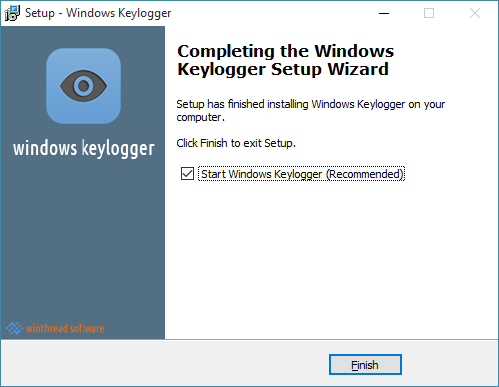 Setup - Windows Keylogger
windows keylogger
Completing the Windows
Keylogger Setup Wizard
Setup has finished installing Windows Keylogger on your
computer.
Click Finish to exit Setup.
Start Windows Keylogger (Recommended)
winthread software
Finish